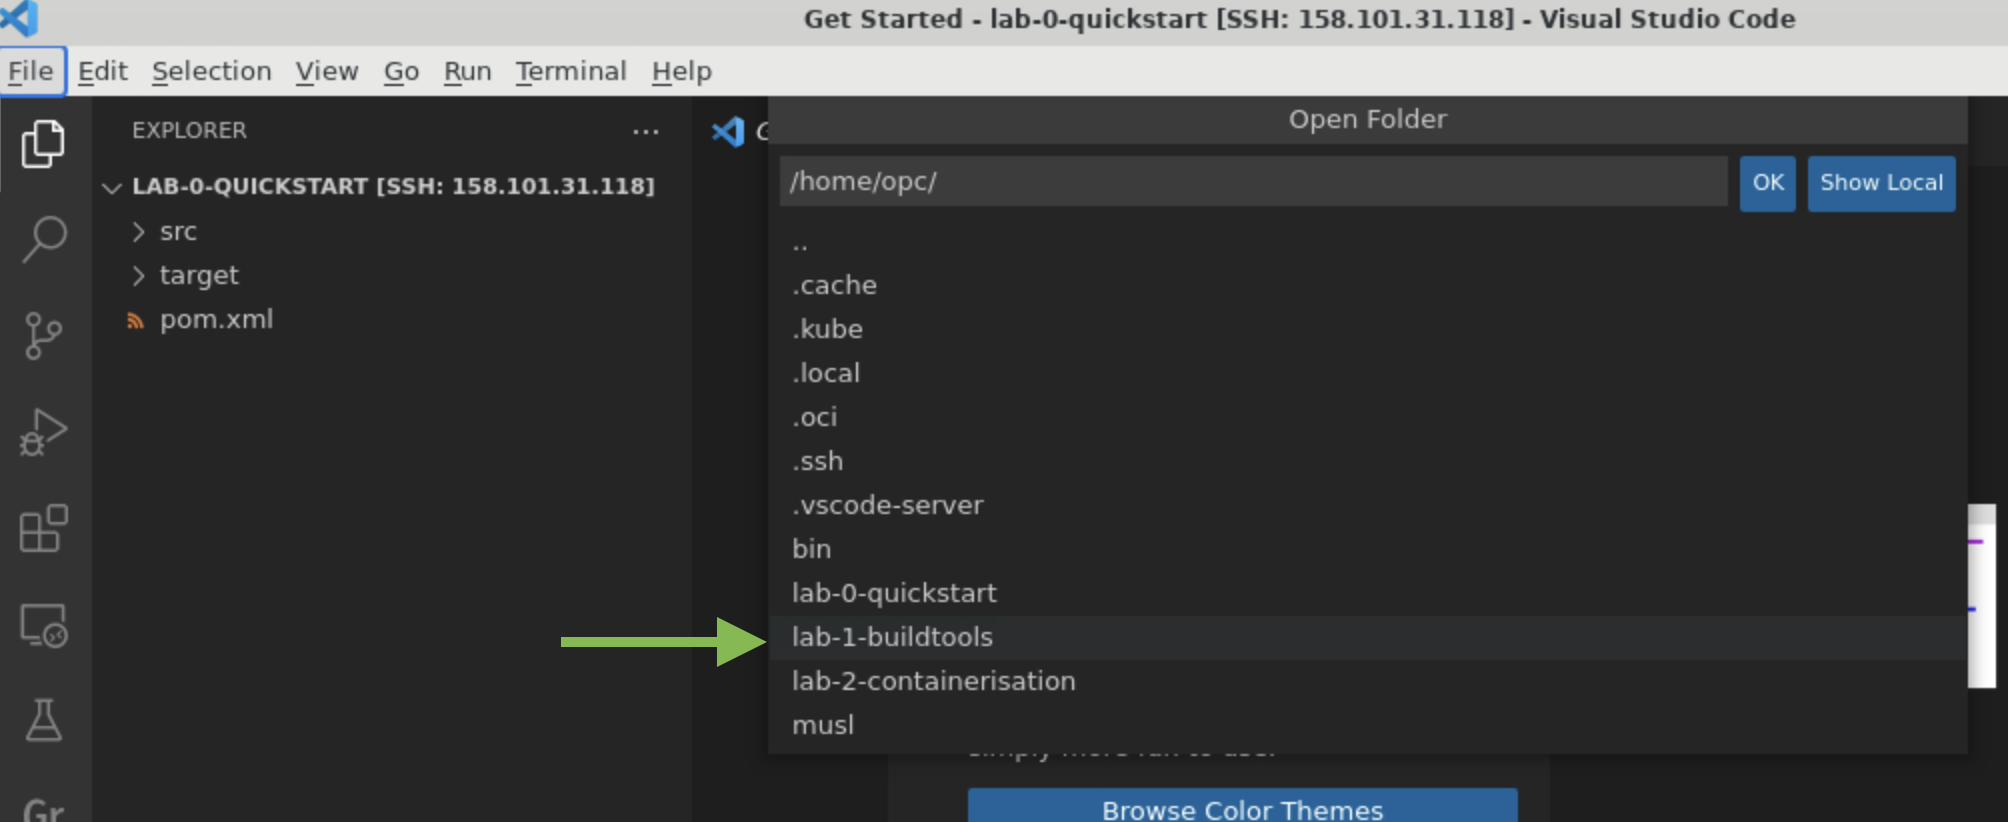 Get Started - lab-0-quickstart [SSH: 158.101.31.118] - Visual Studio Code
File Edit Selection View Go Run Terminal Help
EXPLORER
LAB-0-QUICKSTART [SSH: 158.101.31.118]
src
target
pom.xml
Gr
G
Open Folder
/home/opc/
OK
Show Local
..
.cache
.kube
.local
.oci
.ssh
.vscode-server
bin
lab-0-quickstart
lab-1-buildtools
lab-2-containerisation
musl
Browse Color Themes